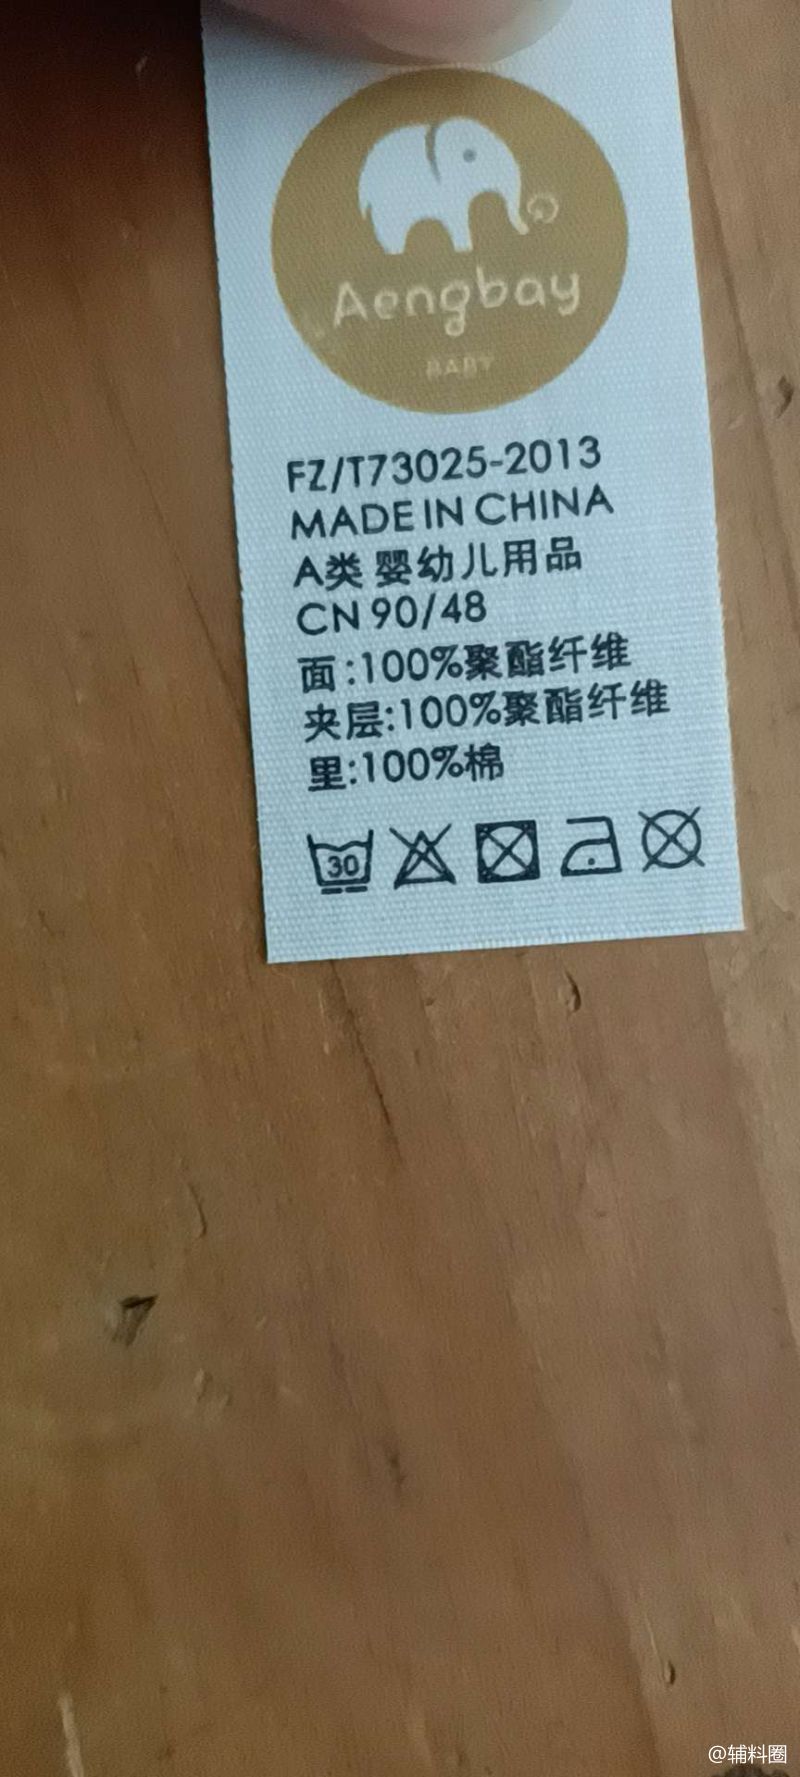 Aengbay
BABY
FZ/T73025-2013
MADE IN CHINA
A类 婴幼儿用品
CN 90/48
面:100%聚酯纤维
夹层:100%聚酯纤维
里:100%棉
30
@辅料圈